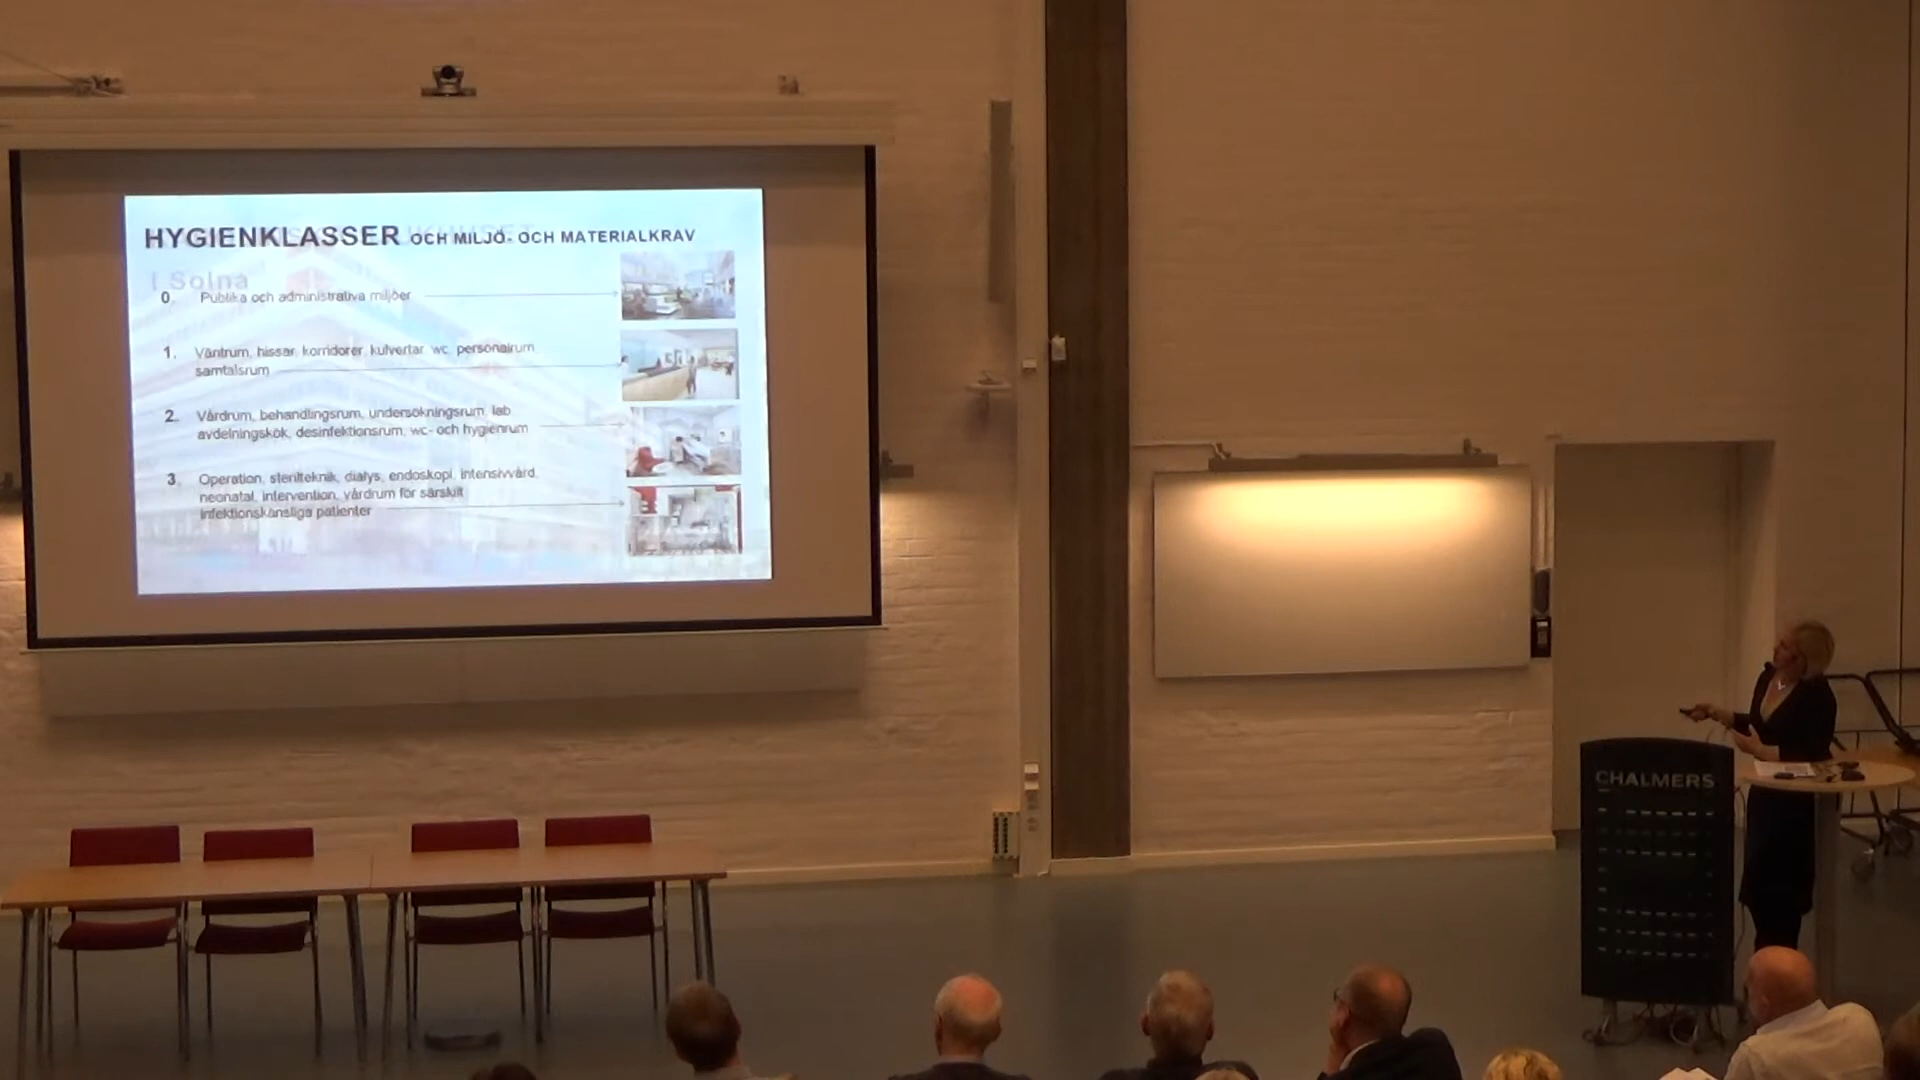 HYGIENKLASSER OCH MILJÖ- OCH MATERIALKRAV
I Solna
0. Publika och administrativa miljöer
1. Väntrum, hissar, korridorer, kulvertar, wc, personalrum,
samtalsrum
2. Vårdrum, behandlingsrum, undersökningsrum, lab
avdelningskök, desinfektionsrum, wc- och hygienrum
3. Operation, sterilteknik, dialys, endoskopi, intensivvård,
neonatal, intervention, vårdrum för särskilt
infektionskänsliga patienter
CHALMERS